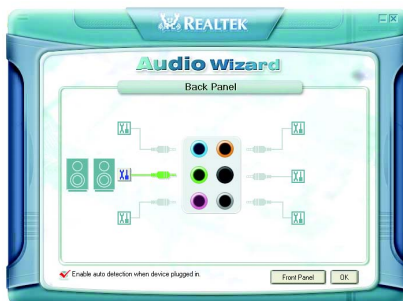 REALTEK
Audio Wizard
Back Panel
Enable auto detection when device plugged in.
Front Panel
OK